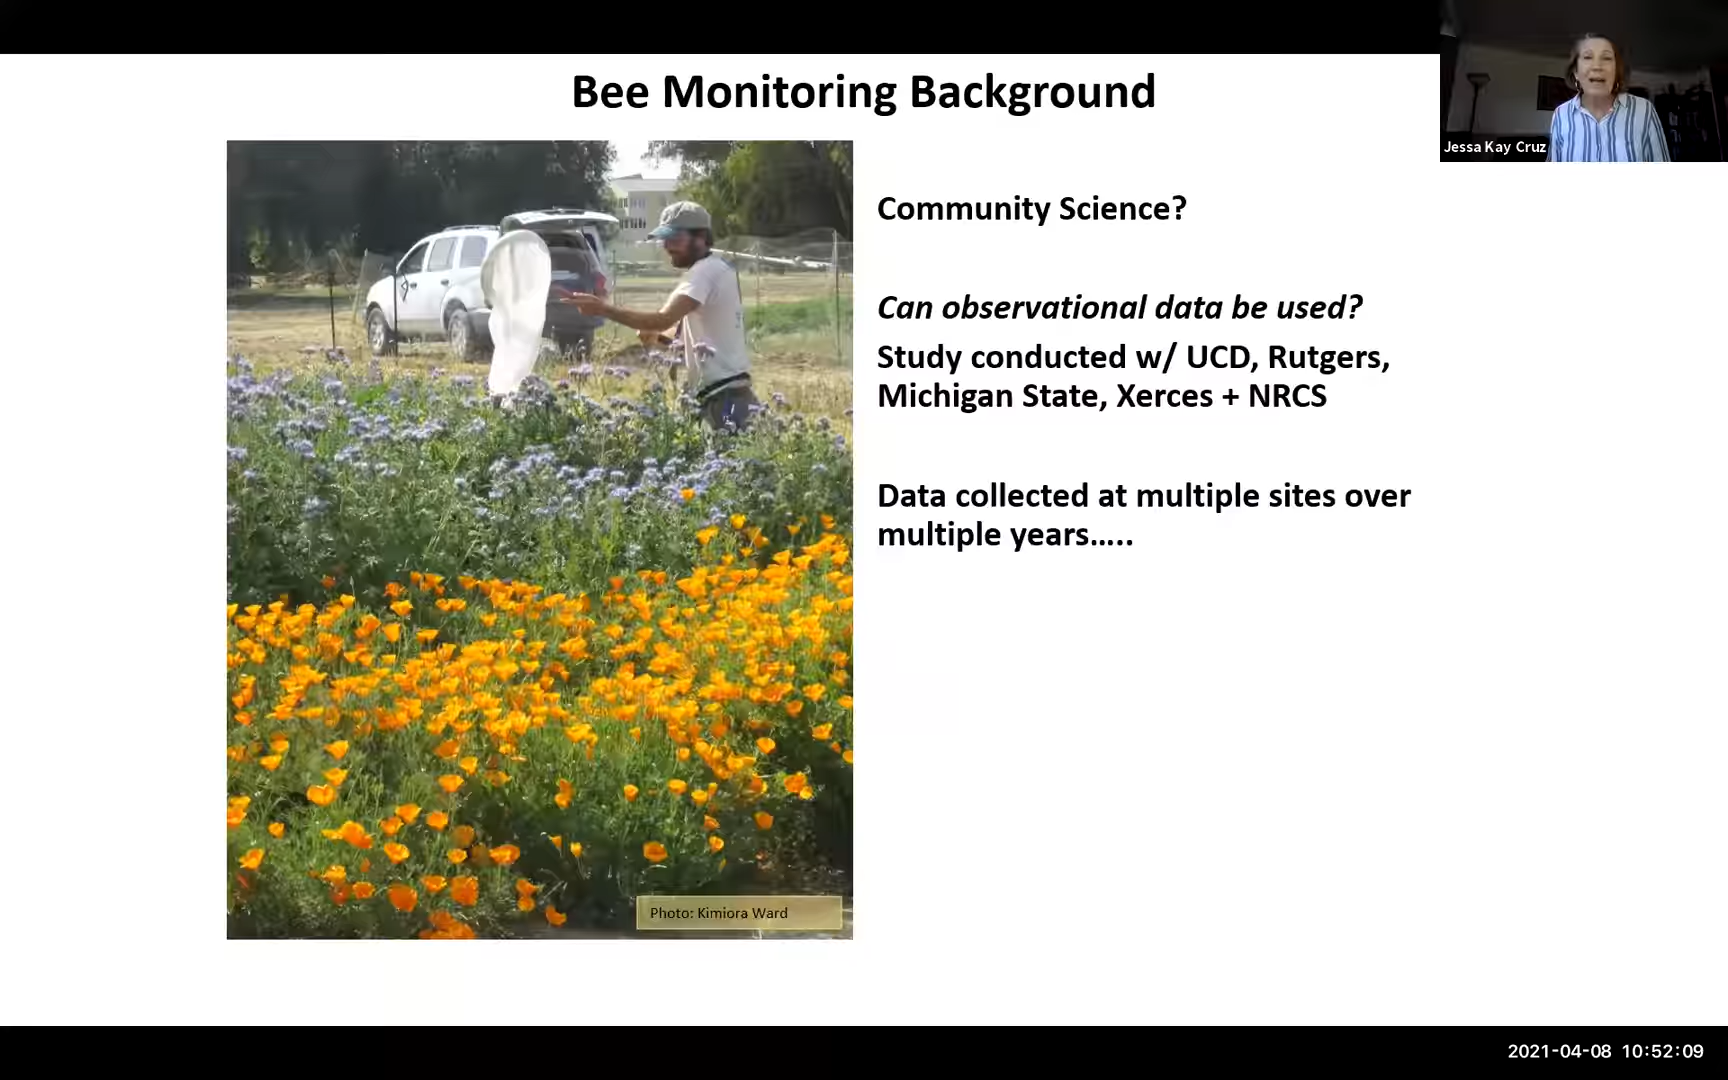 Bee Monitoring Background
Jessa Kay Cruz
Community Science?
Can observational data be used?
Study conducted w/ UCD, Rutgers,
Michigan State, Xerces + NRCS
Data collected at multiple sites over
multiple years…..
Photo: Kimiora Ward
2021-04-08 10:52:09